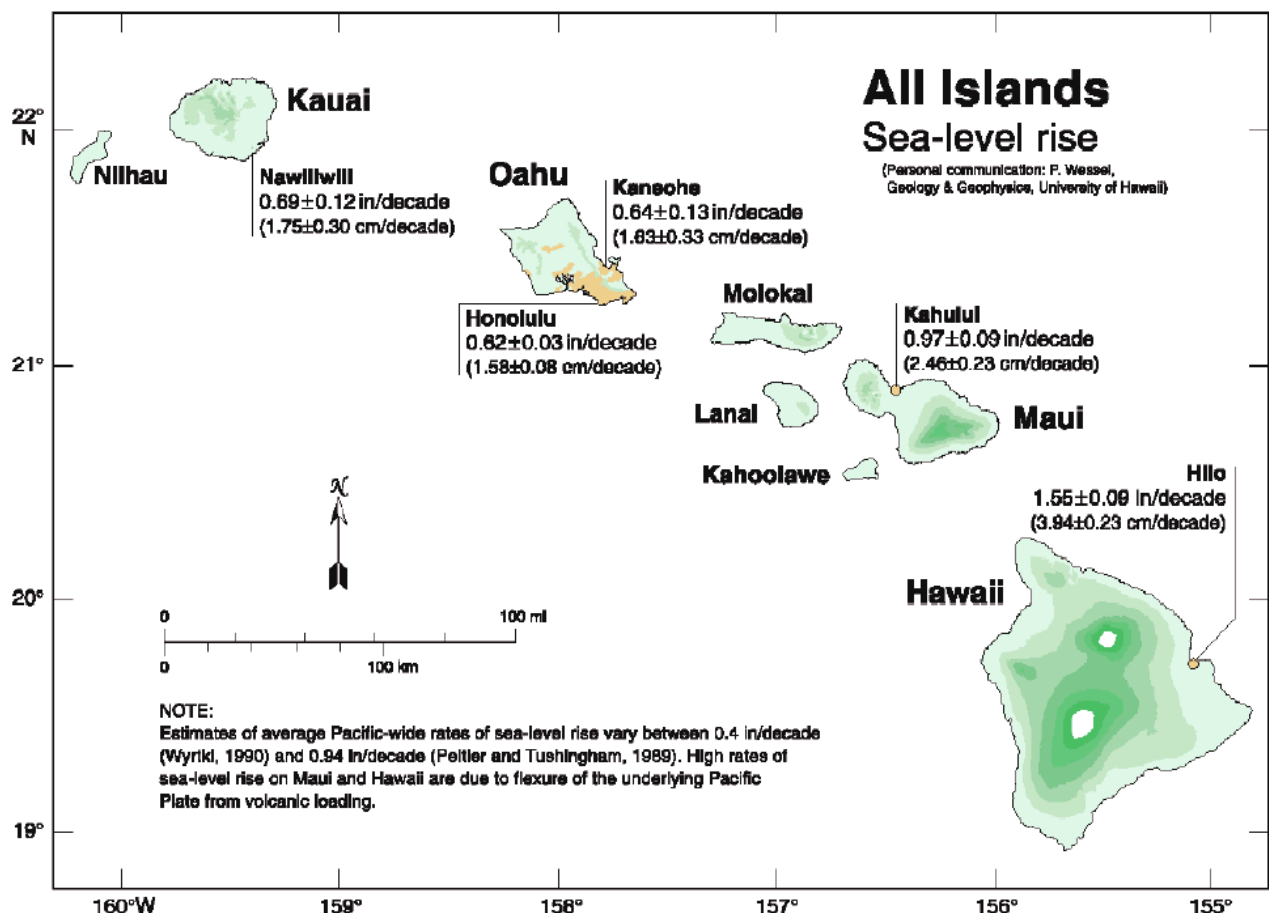 All Islands
Sea-level rise
(Personal communication: P. Wessel,
Geology & Geophysics, University of Hawaii)
22°
N
Kauai
Niihau
Nawiliwili
0.69±0.12 in/decade
(1.75±0.30 cm/decade)
Oahu
Kaneohe
0.64±0.13 in/decade
(1.63±0.33 cm/decade)
Honolulu
0.62±0.03 in/decade
(1.58±0.08 cm/decade)
Molokai
Kahului
0.97±0.09 in/decade
(2.46±0.23 cm/decade)
21°
Lanai
Maui
Kahoolawe
Hilo
1.55±0.09 in/decade
(3.94±0.23 cm/decade)
N
Hawaii
20°
0 100 mi
0 100 km
NOTE:
Estimates of average Pacific-wide rates of sea-level rise vary between 0.4 in/decade
(Wyrtki, 1990) and 0.94 in/decade (Peltier and Tushingham, 1989). High rates of
sea-level rise on Maui and Hawaii are due to flexure of the underlying Pacific
Plate from volcanic loading.
19°
160°W 159° 158° 157° 156° 155°